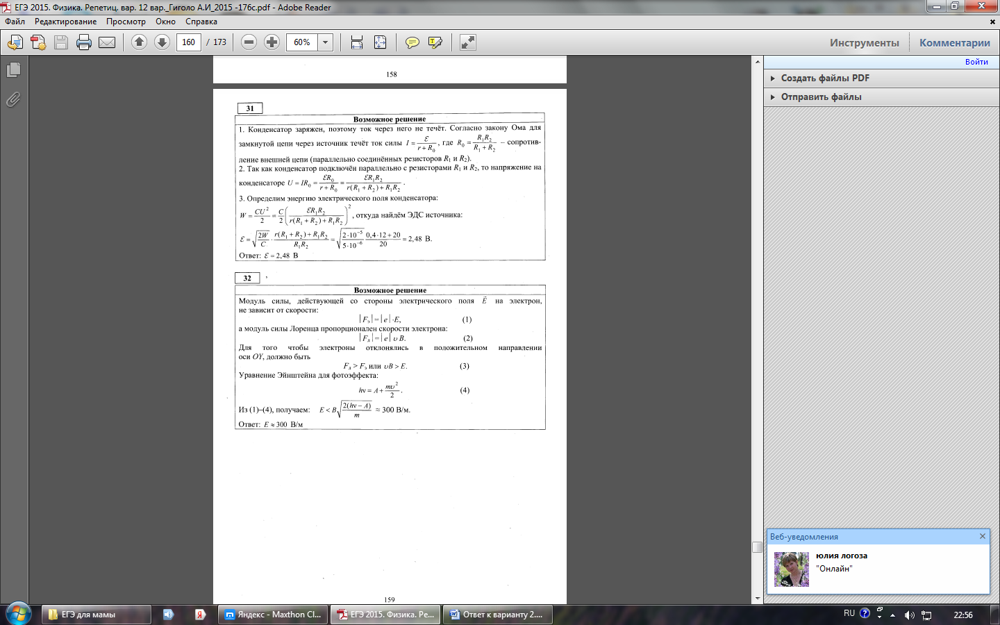 ЕГЭ 2015. Физика. Репетиц. вар. 12 вар._Гиголо А.И_2015 -176с.pdf - Adobe Reader
Файл Редактирование Просмотр Окно Справка
160 / 173 60% Инструменты Комментарии
Войти
Создать файлы PDF
Отправить файлы
158
31
Возможное решение
1. Конденсатор заряжен, поэтому ток через него не течёт. Согласно закону Ома для
замкнутой цепи через источник течёт ток силы I = ℰ/(r + R₀), где R₀ = R₁R₂/(R₁ + R₂) – сопротив-
ление внешней цепи (параллельно соединённых резисторов R₁ и R₂).
2. Так как конденсатор подключён параллельно с резисторами R₁ и R₂, то напряжение на
конденсаторе U = IR₀ = ℰR₀/(r + R₀) = ℰR₁R₂/(r(R₁ + R₂) + R₁R₂).
3. Определим энергию электрического поля конденсатора:
W = CU²/2 = C/2 (ℰR₁R₂/(r(R₁ + R₂) + R₁R₂))², откуда найдём ЭДС источника:
ℰ = √(2W/C) · (r(R₁ + R₂) + R₁R₂)/(R₁R₂) = √(2·10⁻⁵/5·10⁻⁶) (0,4·12 + 20)/20 = 2,48 В.
Ответ: ℰ = 2,48 В
32
Возможное решение
Модуль силы, действующей со стороны электрического поля E⃗ на электрон,
не зависит от скорости:
|Fэ| = |e|·E, (1)
а модуль силы Лоренца пропорционален скорости электрона:
|Fл| = |e| υ B. (2)
Для того чтобы электроны отклонялись в положительном направлении
оси OY, должно быть
Fл > Fэ или υB > E. (3)
Уравнение Эйнштейна для фотоэффекта:
hν = A + mυ²/2. (4)
Из (1)–(4), получаем: E < B√(2(hν − A)/m) ≈ 300 В/м.
Ответ: E ≈ 300 В/м
159
Веб-уведомления
юлия логоза
"Онлайн"
ЕГЭ для мамы
Яндекс - Maxthon Cl...
ЕГЭ 2015. Физика. Ре...
Ответ к варианту 2....
RU
22:56